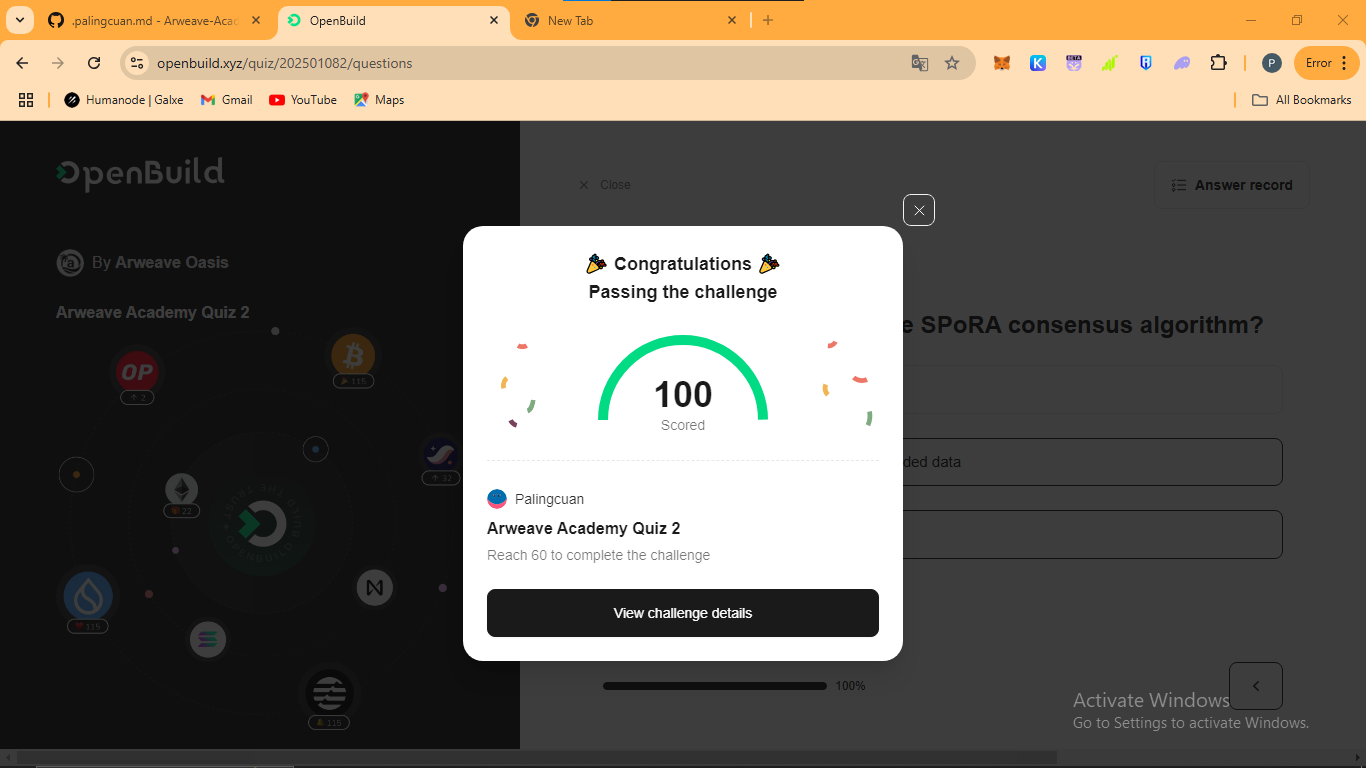 .palingcuan.md - Arweave-Acad
OpenBuild
New Tab
openbuild.xyz/quiz/202501082/questions
BETA
P
Error
Humanode | Galxe
Gmail
YouTube
Maps
All Bookmarks
OpenBuild
Close
Answer record
By Arweave Oasis
Arweave Academy Quiz 2
SPoRA consensus algorithm?
ded data
OP
2
115
32
22
115
115
🎉 Congratulations 🎉
Passing the challenge
100
Scored
Palingcuan
Arweave Academy Quiz 2
Reach 60 to complete the challenge
View challenge details
100%
Activate Windows
Go to Settings to activate Windows.